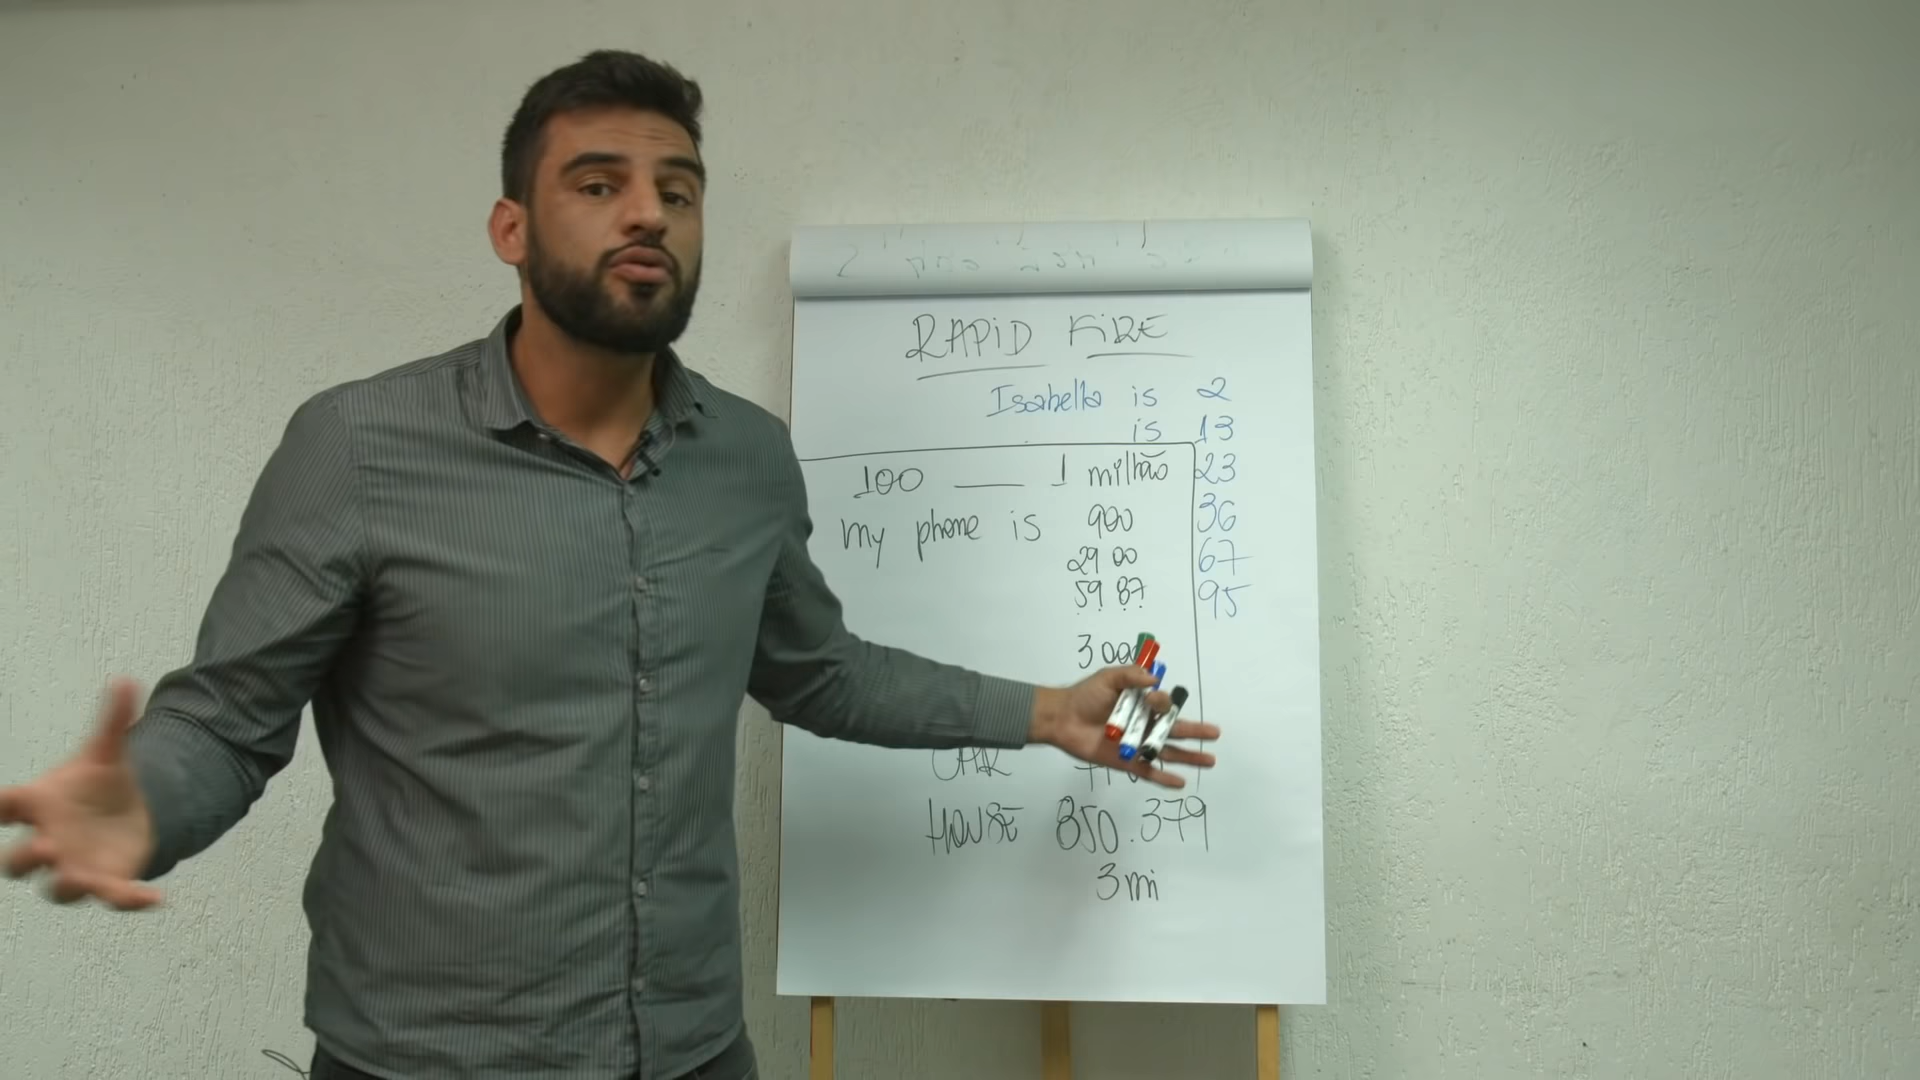 RAPID FIRE
Isabella is 2
is 13
100 — 1 milhão 23
my phone is 900 36
29 00 67
59 87 95
3 000
CAR
HOUSE 850.379
3 mi